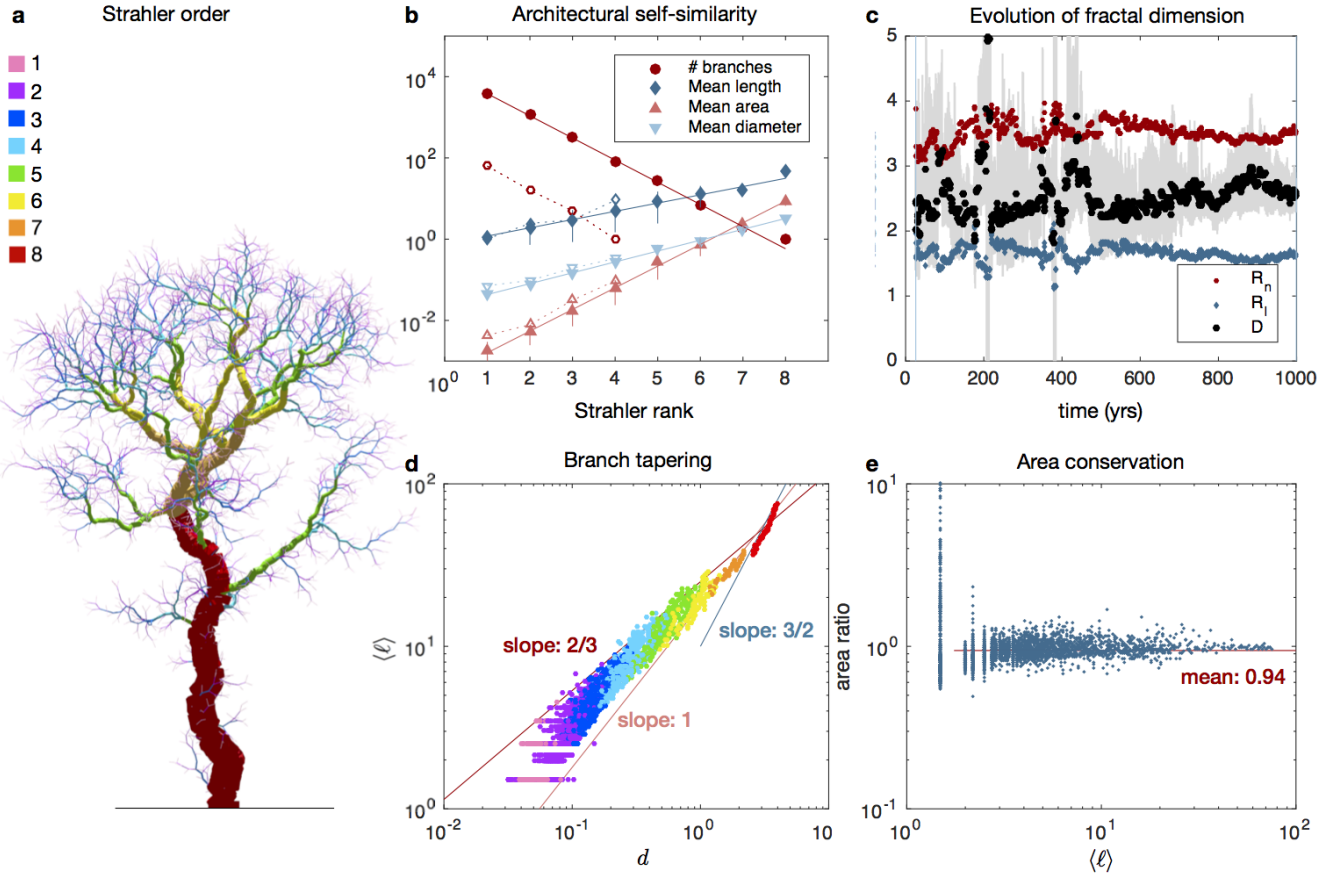 a
Strahler order
1
2
3
4
5
6
7
8
b
Architectural self-similarity
# branches
Mean length
Mean area
Mean diameter
10^4
10^2
10^0
10^-2
10^0
1 2 3 4 5 6 7 8
Strahler rank
c
Evolution of fractal dimension
5
4
3
2
1
0
R_n
R_l
D
0 200 400 600 800 1000
time (yrs)
d
Branch tapering
10^2
10^1
10^0
⟨ℓ⟩
slope: 2/3
slope: 3/2
slope: 1
10^-2 10^-1 10^0 10
d
e
Area conservation
10^1
10^0
10^-1
area ratio
mean: 0.94
10^0 10^1 10^2
⟨ℓ⟩